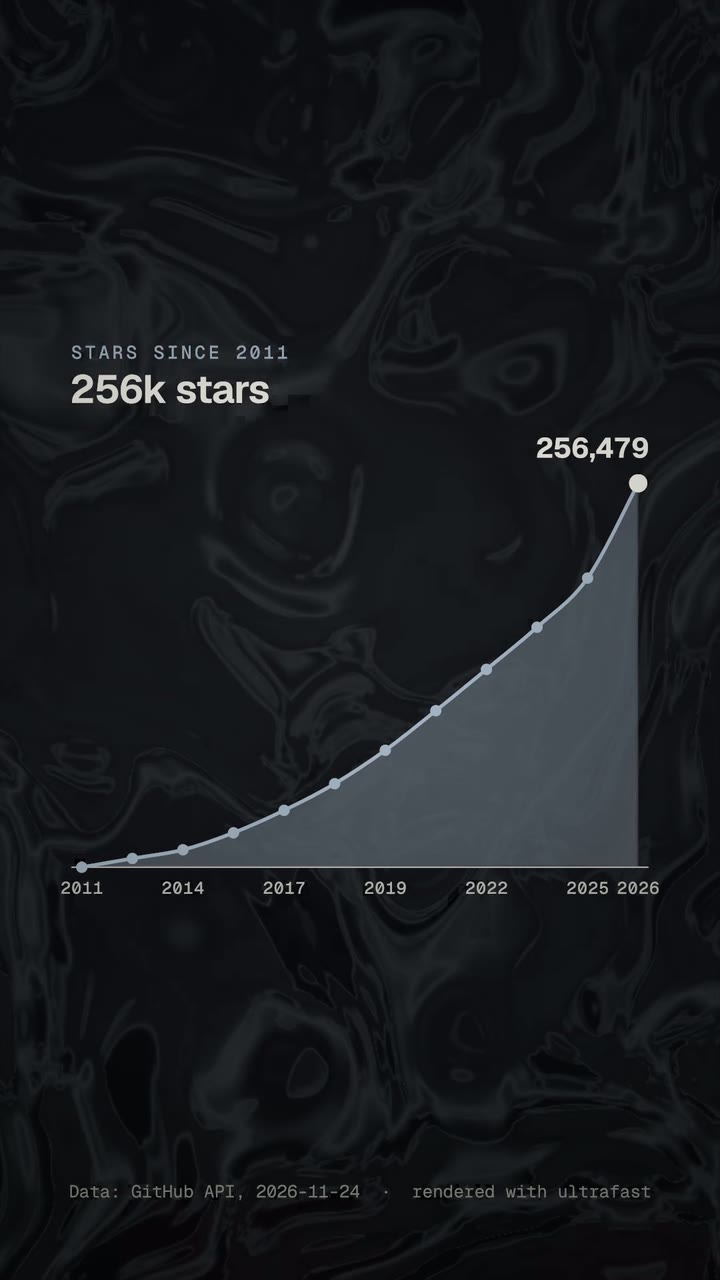 STARS SINCE 2011
256k stars
256,479
2011 2014 2017 2019 2022 2025 2026
Data: GitHub API, 2026-11-24 · rendered with ultrafast